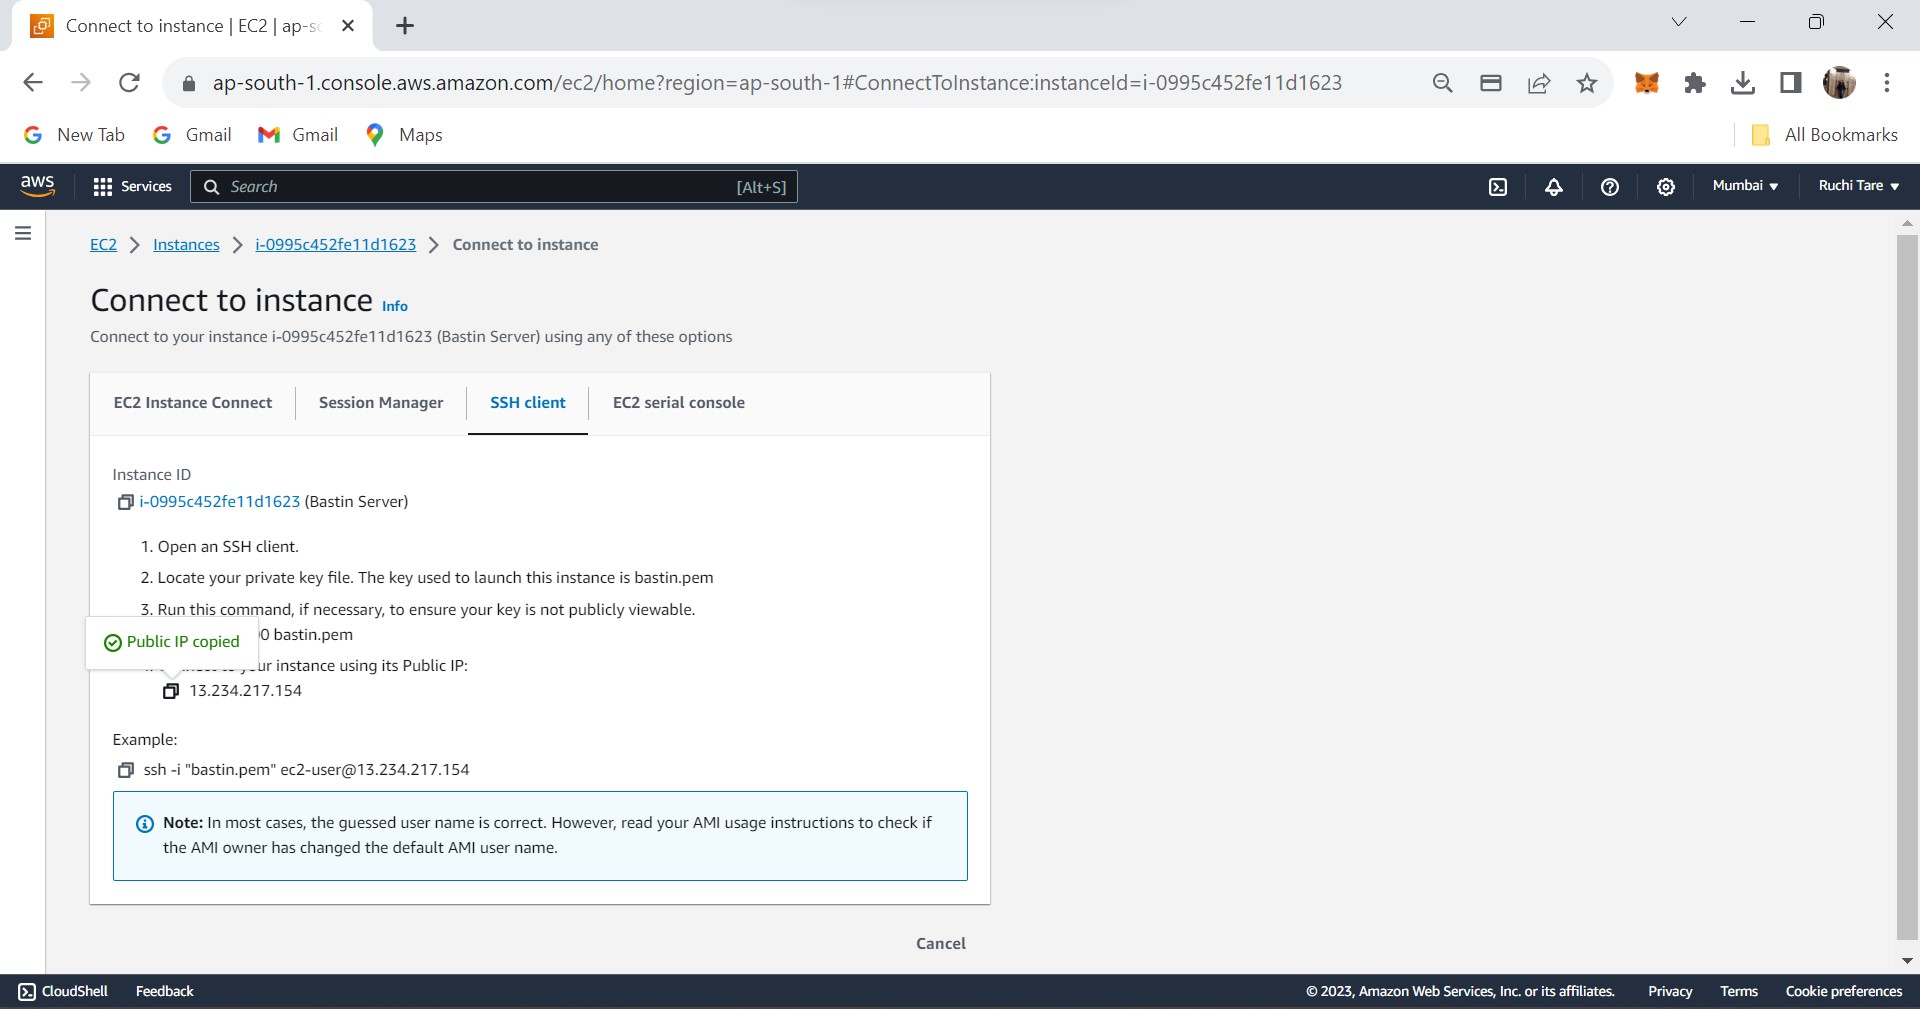 Connect to instance | EC2 | ap-sc
ap-south-1.console.aws.amazon.com/ec2/home?region=ap-south-1#ConnectToInstance:instanceId=i-0995c452fe11d1623
New Tab Gmail Gmail Maps All Bookmarks
aws Services Search [Alt+S] Mumbai Ruchi Tare
EC2 Instances i-0995c452fe11d1623 Connect to instance
Connect to instance Info
Connect to your instance i-0995c452fe11d1623 (Bastin Server) using any of these options
EC2 Instance Connect Session Manager SSH client EC2 serial console
Instance ID
i-0995c452fe11d1623 (Bastin Server)
1. Open an SSH client.
2. Locate your private key file. The key used to launch this instance is bastin.pem
3. Run this command, if necessary, to ensure your key is not publicly viewable.
0 bastin.pem
Public IP copied
instance using its Public IP:
13.234.217.154
Example:
ssh -i "bastin.pem" ec2-user@13.234.217.154
Note: In most cases, the guessed user name is correct. However, read your AMI usage instructions to check if
the AMI owner has changed the default AMI user name.
Cancel
CloudShell Feedback © 2023, Amazon Web Services, Inc. or its affiliates. Privacy Terms Cookie preferences